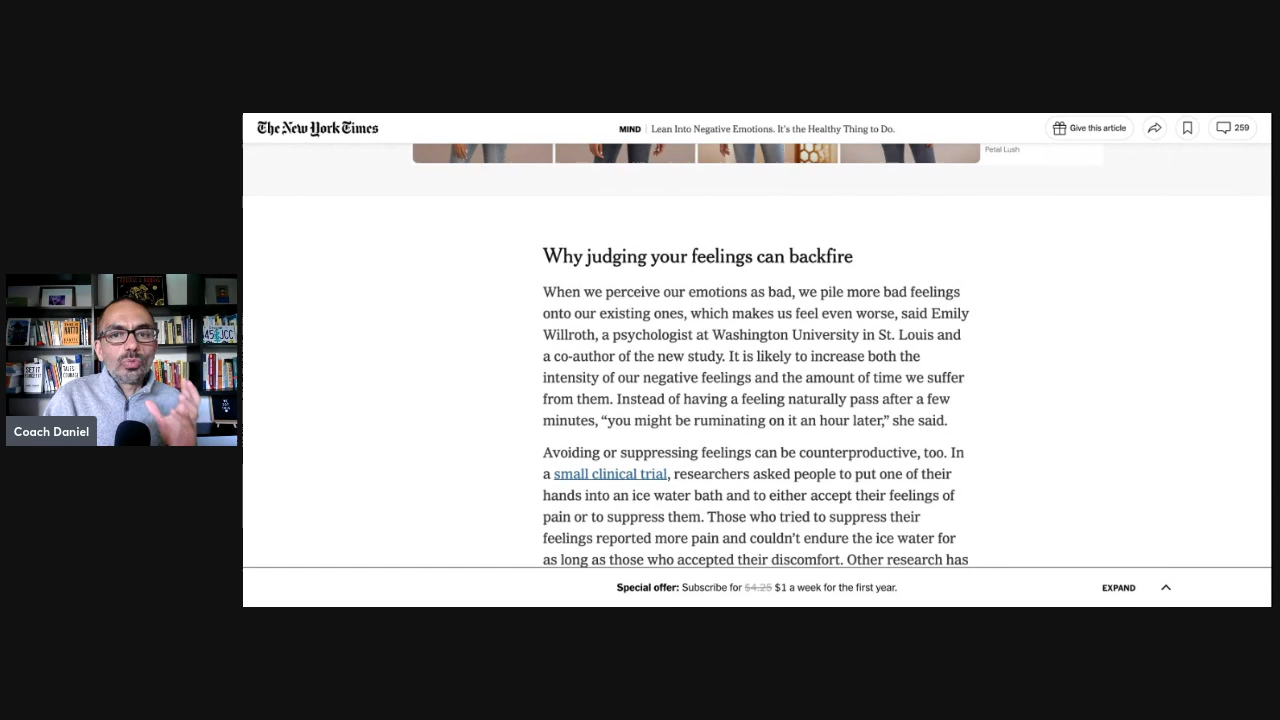 The New York Times
MIND | Lean Into Negative Emotions. It's the Healthy Thing to Do.
Give this article
259
Petal Lush
Why judging your feelings can backfire
When we perceive our emotions as bad, we pile more bad feelings
onto our existing ones, which makes us feel even worse, said Emily
Willroth, a psychologist at Washington University in St. Louis and
a co-author of the new study. It is likely to increase both the
intensity of our negative feelings and the amount of time we suffer
from them. Instead of having a feeling naturally pass after a few
minutes, “you might be ruminating on it an hour later,” she said.
Avoiding or suppressing feelings can be counterproductive, too. In
a small clinical trial, researchers asked people to put one of their
hands into an ice water bath and to either accept their feelings of
pain or to suppress them. Those who tried to suppress their
feelings reported more pain and couldn’t endure the ice water for
as long as those who accepted their discomfort. Other research has
Special offer: Subscribe for $4.25 $1 a week for the first year.
EXPAND
Coach Daniel